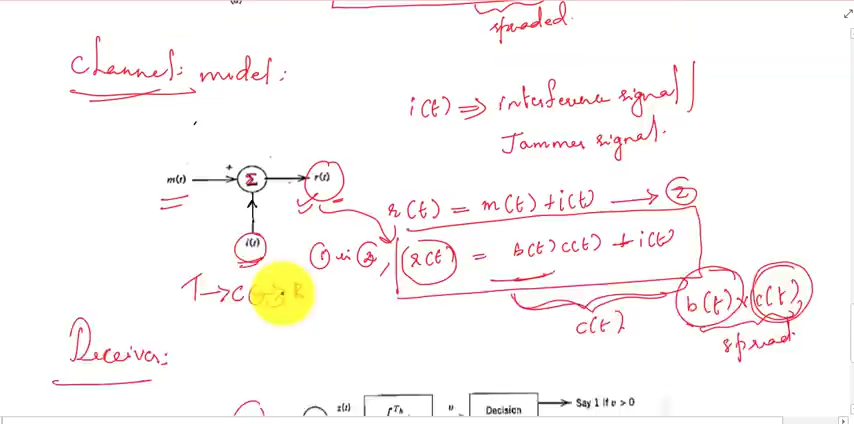 spreaded.
channel: model:
i(t) ⇒ interference signal /
Jammer signal.
m(t) + Σ r(t)
r(t) = m(t) + i(t) → 2
i(t)
1 in 2, r(t) = b(t) c(t) + i(t)
T → C
R
c(t)
b(t) × c(t),
spread
Receiver:
z(t) v Decision → Say 1 if v > 0